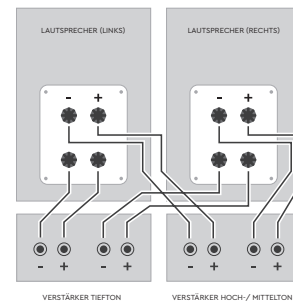 LAUTSPRECHER (LINKS)
LAUTSPRECHER (RECHTS)
- +
- +
- + - +
- + - +
VERSTÄRKER TIEFTON
VERSTÄRKER HOCH-/ MITTELTON